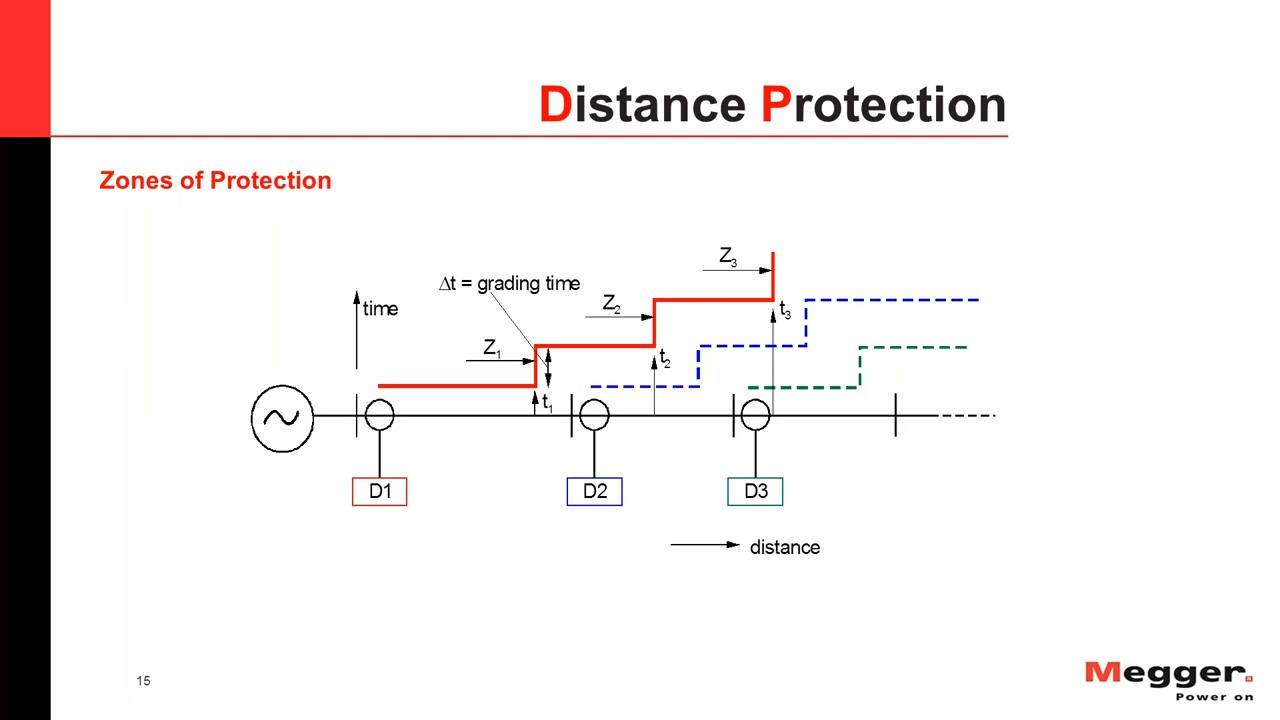 Distance Protection
Zones of Protection
Z₃
Δt = grading time
Z₂
time
t₃
Z₁
t₂
t₁
D1
D2
D3
distance
15
Megger.
Power on